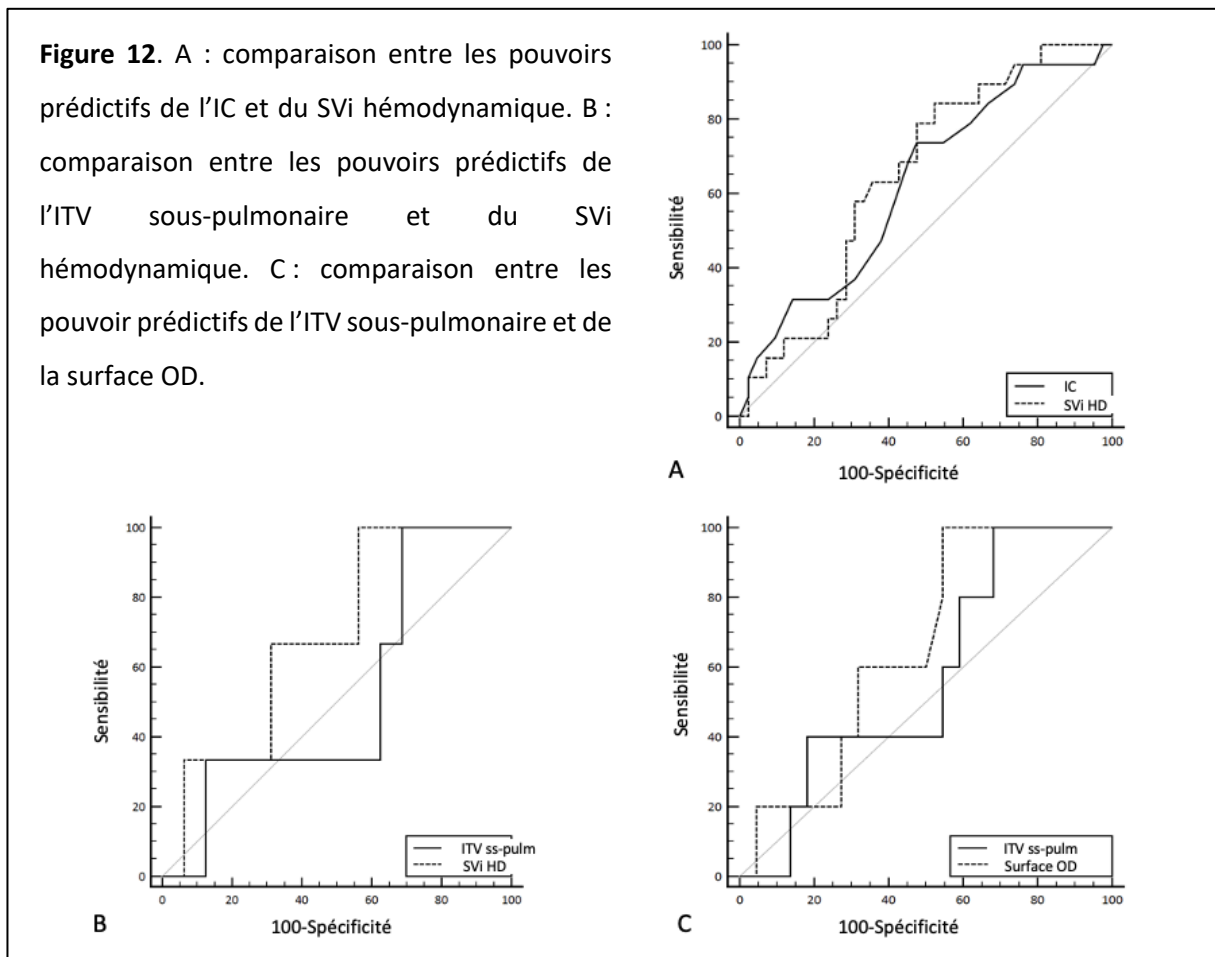 Figure 12. A : comparaison entre les pouvoirs
prédictifs de l’IC et du SVi hémodynamique. B :
comparaison entre les pouvoirs prédictifs de
l’ITV sous-pulmonaire et du SVi
hémodynamique. C : comparaison entre les
pouvoir prédictifs de l’ITV sous-pulmonaire et de
la surface OD.
Sensibilité
100
80
60
40
20
0
0 20 40 60 80 100
IC
SVi HD
A
100-Spécificité
Sensibilité
100
80
60
40
20
0
0 20 40 60 80 100
ITV ss-pulm
SVi HD
B
100-Spécificité
Sensibilité
100
80
60
40
20
0
0 20 40 60 80 100
ITV ss-pulm
Surface OD
C
100-Spécificité